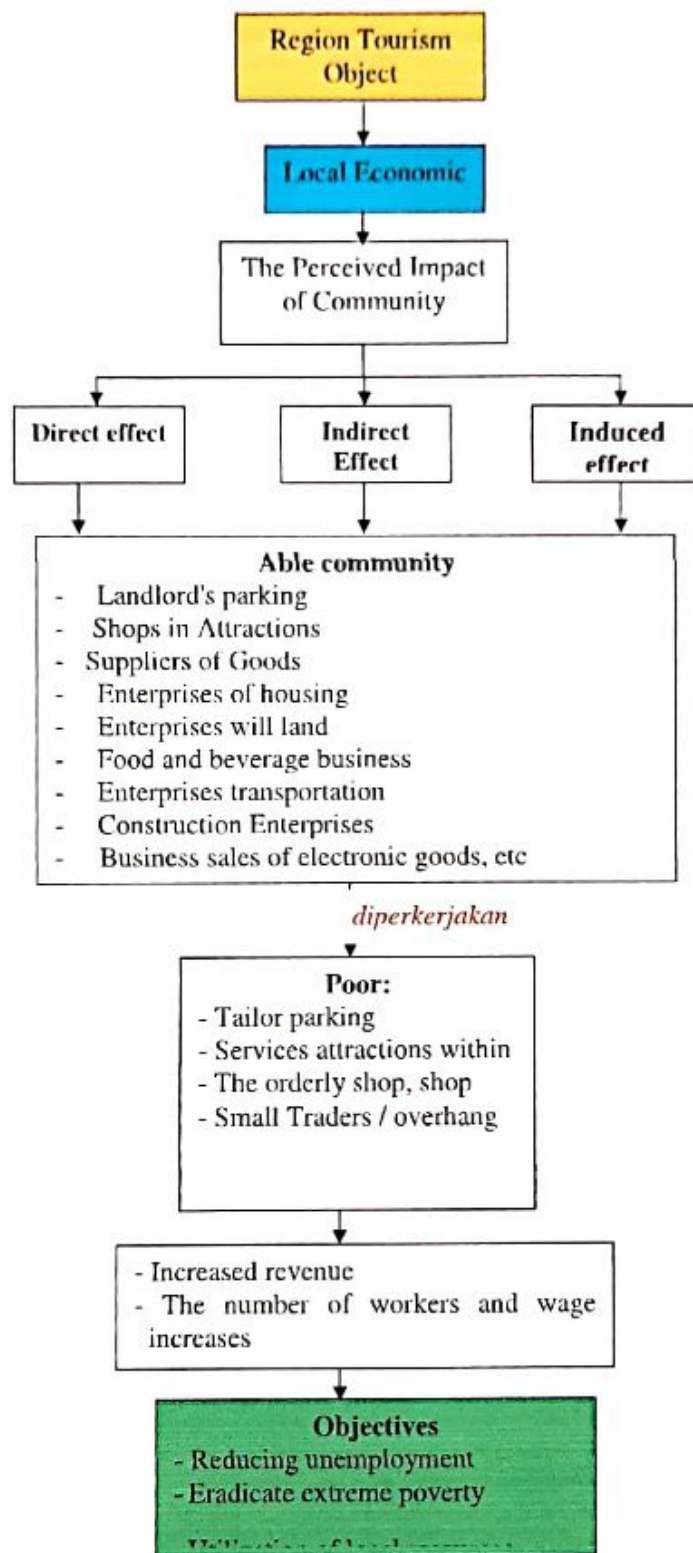 Region Tourism
Object
Local Economic
The Perceived Impact
of Community
Direct effect
Indirect
Effect
Induced
effect
Able community
- Landlord's parking
- Shops in Attractions
- Suppliers of Goods
- Enterprises of housing
- Enterprises will land
- Food and beverage business
- Enterprises transportation
- Construction Enterprises
- Business sales of electronic goods, etc
diperkerjakan
Poor:
- Tailor parking
- Services attractions within
- The orderly shop, shop
- Small Traders / overhang
- Increased revenue
- The number of workers and wage
increases
Objectives
- Reducing unemployment
- Eradicate extreme poverty